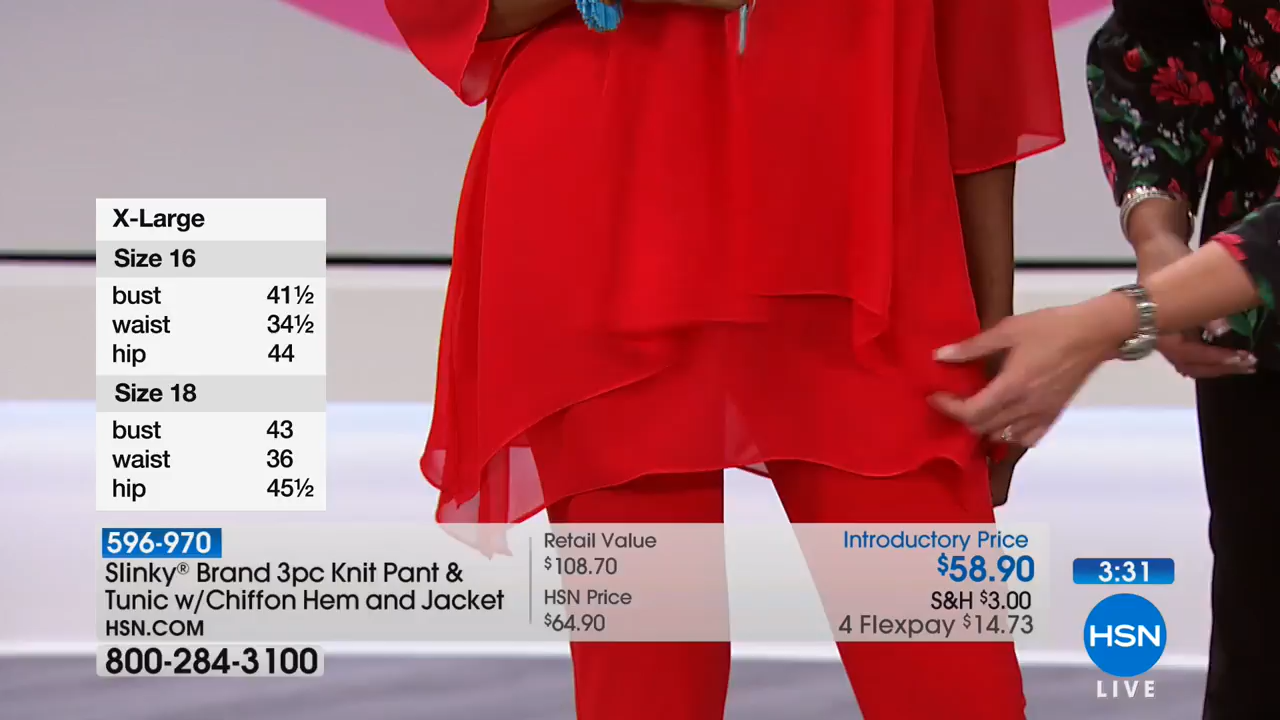 X-Large
Size 16
bust 41½
waist 34½
hip 44
Size 18
bust 43
waist 36
hip 45½
596-970
Slinky® Brand 3pc Knit Pant &
Tunic w/Chiffon Hem and Jacket
HSN.COM
800-284-3100
Retail Value
$108.70
HSN Price
$64.90
Introductory Price
$58.90
S&H $3.00
4 Flexpay $14.73
3:31
HSN
LIVE